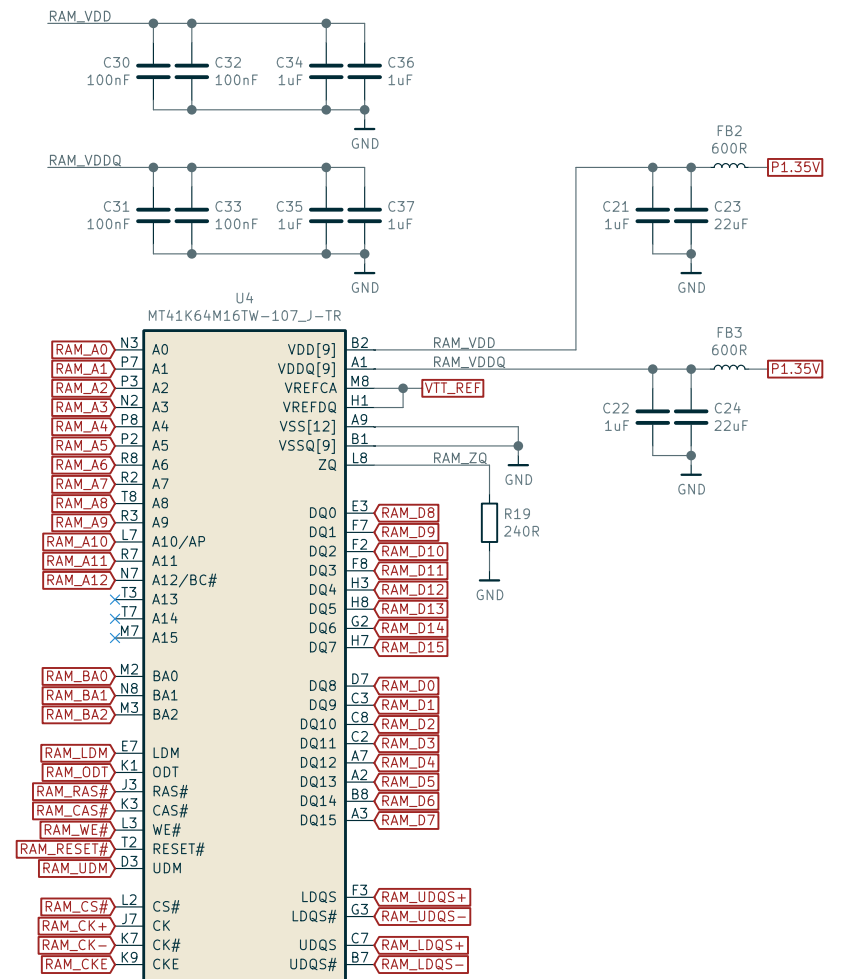 RAM_VDD
C30
100nF
C32
100nF
C34
1uF
C36
1uF
GND
RAM_VDDQ
C31
100nF
C33
100nF
C35
1uF
C37
1uF
GND
FB2
600R
P1.35V
C21
1uF
C23
22uF
GND
FB3
600R
P1.35V
C22
1uF
C24
22uF
GND
U4
MT41K64M16TW-107_J-TR
RAM_A0 N3 A0
RAM_A1 P7 A1
RAM_A2 P3 A2
RAM_A3 N2 A3
RAM_A4 P8 A4
RAM_A5 P2 A5
RAM_A6 R8 A6
RAM_A7 R2 A7
RAM_A8 T8 A8
RAM_A9 R3 A9
RAM_A10 L7 A10/AP
RAM_A11 R7 A11
RAM_A12 N7 A12/BC#
T3 A13
T7 A14
M7 A15
RAM_BA0 M2 BA0
RAM_BA1 N8 BA1
RAM_BA2 M3 BA2
RAM_LDM E7 LDM
RAM_ODT K1 ODT
RAM_RAS# J3 RAS#
RAM_CAS# K3 CAS#
RAM_WE# L3 WE#
RAM_RESET# T2 RESET#
RAM_UDM D3 UDM
RAM_CS# L2 CS#
RAM_CK+ J7 CK
RAM_CK- K7 CK#
RAM_CKE K9 CKE
VDD[9] B2 RAM_VDD
VDDQ[9] A1 RAM_VDDQ
VREFCA M8 VTT_REF
VREFDQ H1
VSS[12] A9
VSSQ[9] B1
GND
ZQ L8 RAM_ZQ
R19
240R
GND
DQ0 E3 RAM_D8
DQ1 F7 RAM_D9
DQ2 F2 RAM_D10
DQ3 F8 RAM_D11
DQ4 H3 RAM_D12
DQ5 H8 RAM_D13
DQ6 G2 RAM_D14
DQ7 H7 RAM_D15
DQ8 D7 RAM_D0
DQ9 C3 RAM_D1
DQ10 C8 RAM_D2
DQ11 C2 RAM_D3
DQ12 A7 RAM_D4
DQ13 A2 RAM_D5
DQ14 B8 RAM_D6
DQ15 A3 RAM_D7
LDQS F3 RAM_UDQS+
LDQS# G3 RAM_UDQS-
UDQS C7 RAM_LDQS+
UDQS# B7 RAM_LDQS-